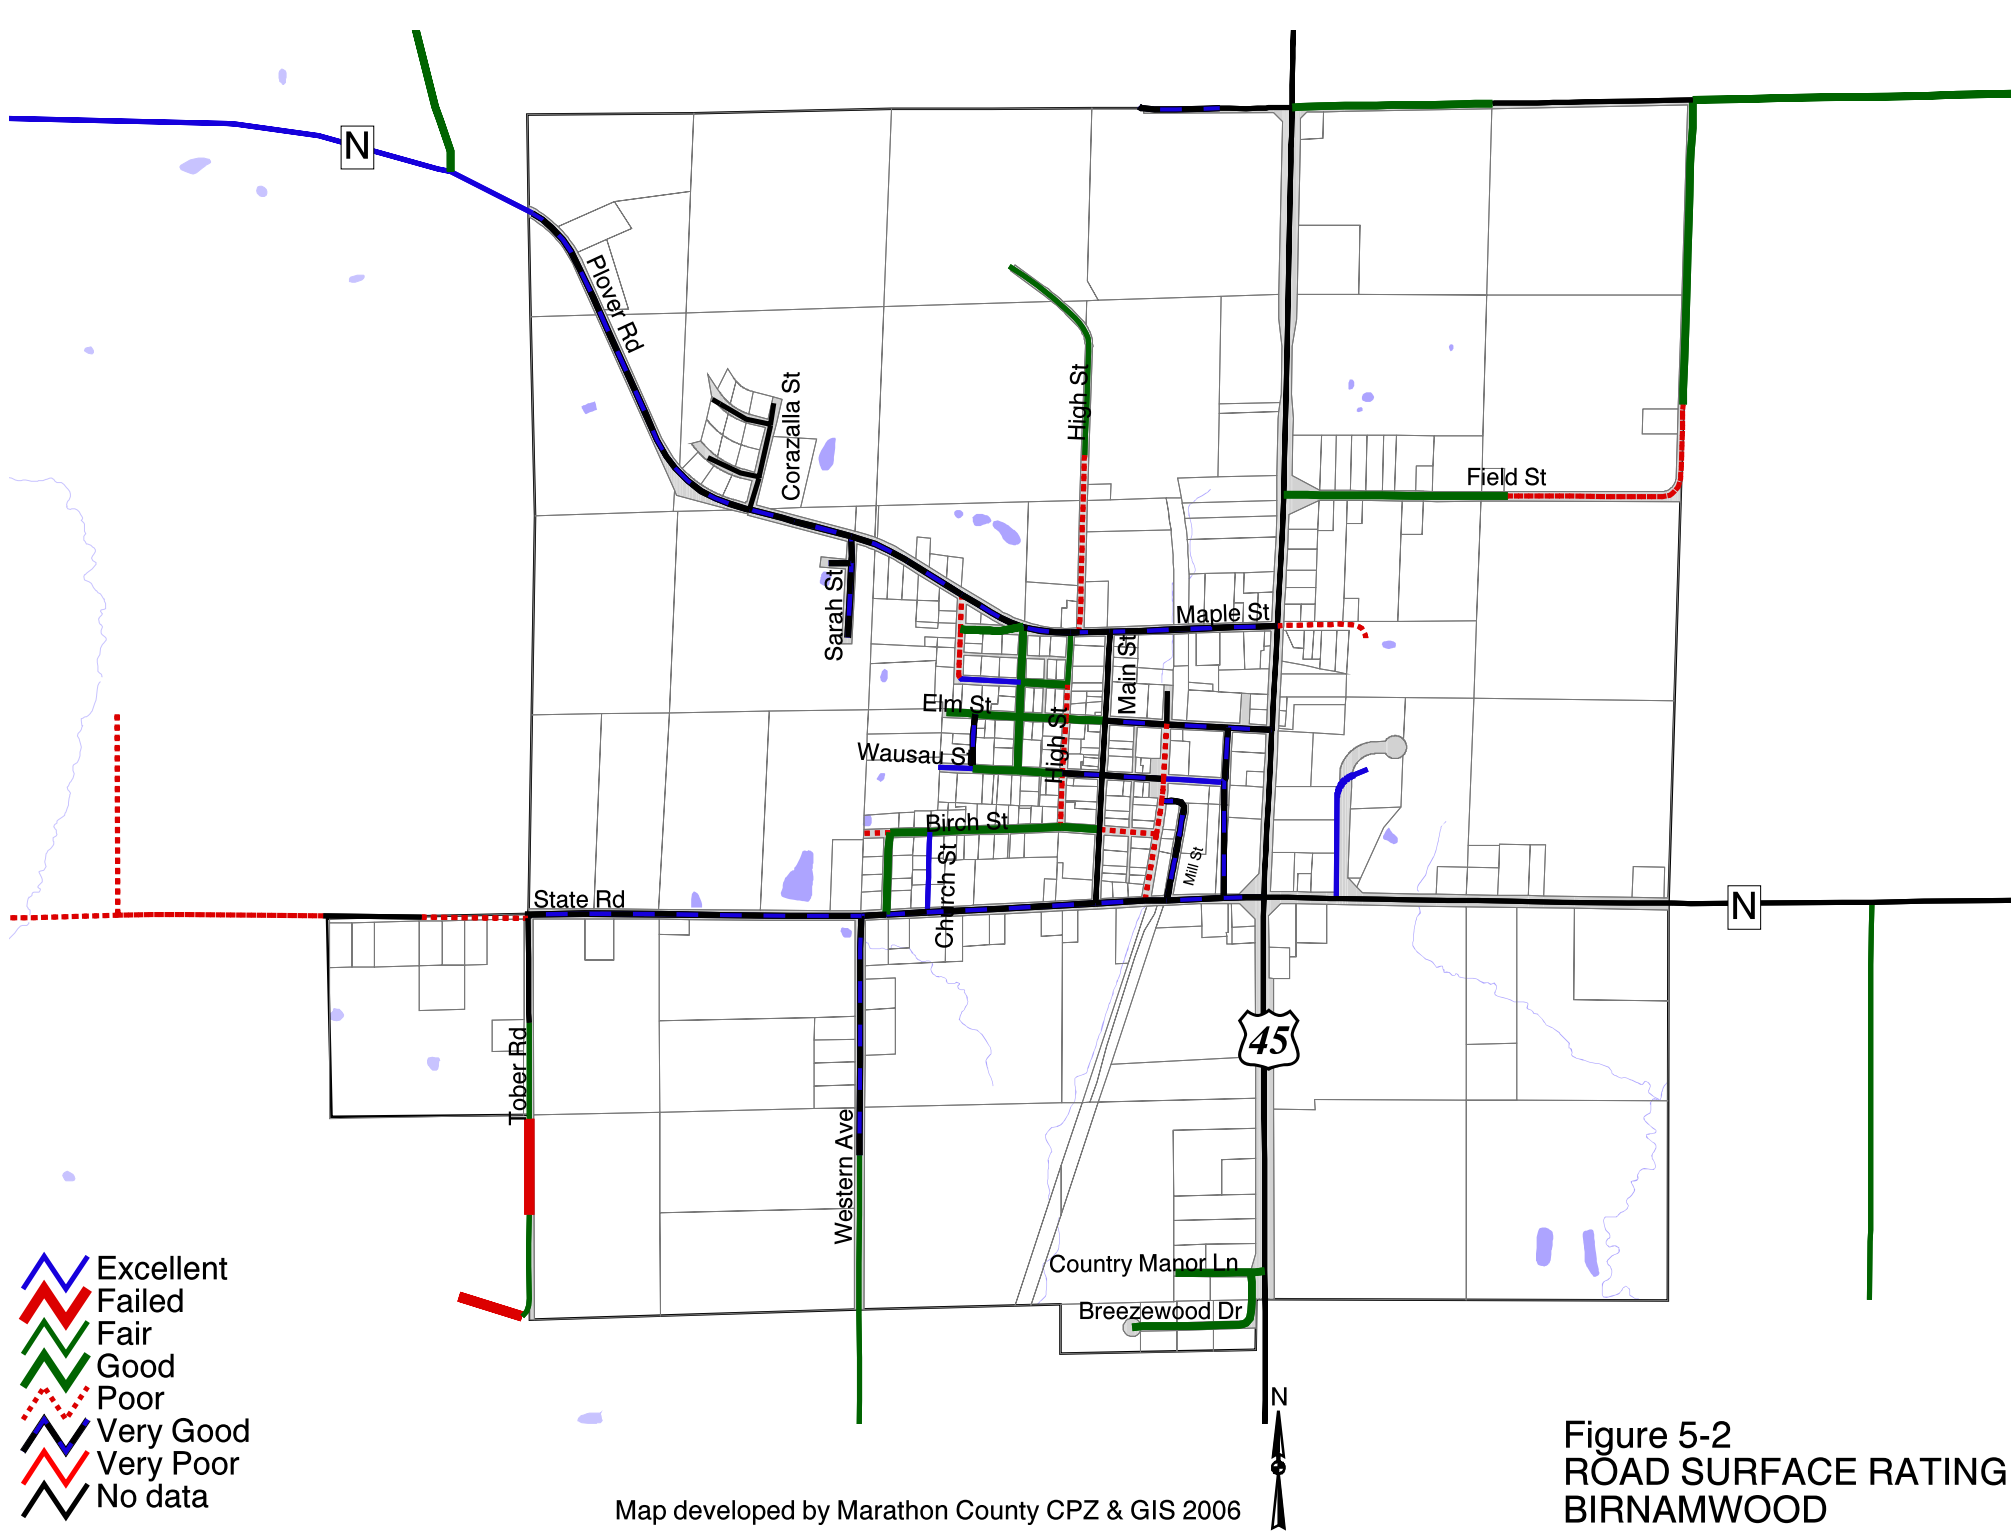 N
Plover Rd
Corazalla St
High St
Field St
Sarah St
Maple St
Main St
Elm St
High St
Wausau St
Birch St
Church St
Mill St
State Rd
N
45
Tober Rd
Western Ave
Country Manor Ln
Breezewood Dr
Excellent
Failed
Fair
Good
Poor
Very Good
Very Poor
No data
N
Map developed by Marathon County CPZ & GIS 2006
Figure 5-2
ROAD SURFACE RATING
BIRNAMWOOD